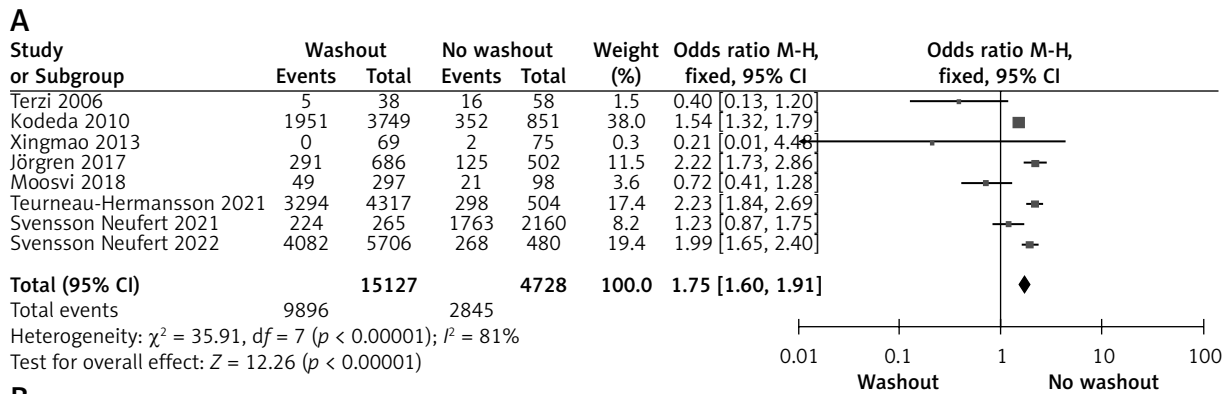 A
Study Washout No washout Weight Odds ratio M-H, Odds ratio M-H,
or Subgroup Events Total Events Total (%) fixed, 95% CI fixed, 95% CI
Terzi 2006 5 38 16 58 1.5 0.40 [0.13, 1.20]
Kodeda 2010 1951 3749 352 851 38.0 1.54 [1.32, 1.79]
Xingmao 2013 0 69 2 75 0.3 0.21 [0.01, 4.48]
Jörgren 2017 291 686 125 502 11.5 2.22 [1.73, 2.86]
Moosvi 2018 49 297 21 98 3.6 0.72 [0.41, 1.28]
Teurneau-Hermansson 2021 3294 4317 298 504 17.4 2.23 [1.84, 2.69]
Svensson Neufert 2021 224 265 1763 2160 8.2 1.23 [0.87, 1.75]
Svensson Neufert 2022 4082 5706 268 480 19.4 1.99 [1.65, 2.40]
Total (95% CI) 15127 4728 100.0 1.75 [1.60, 1.91]
Total events 9896 2845
Heterogeneity: χ² = 35.91, df = 7 (p < 0.00001); I² = 81%
Test for overall effect: Z = 12.26 (p < 0.00001)
0.01 0.1 1 10 100
Washout No washout